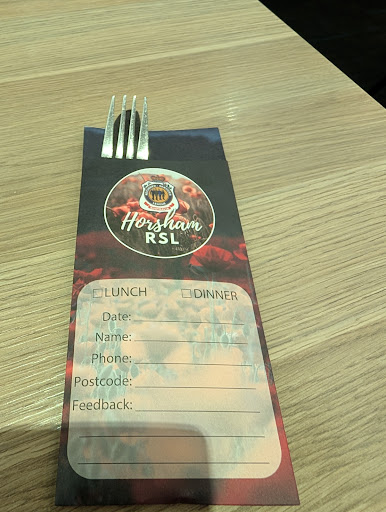 Horsham
RSL
☐LUNCH ☐DINNER
Date:
Name:
Phone:
Postcode:
Feedback: